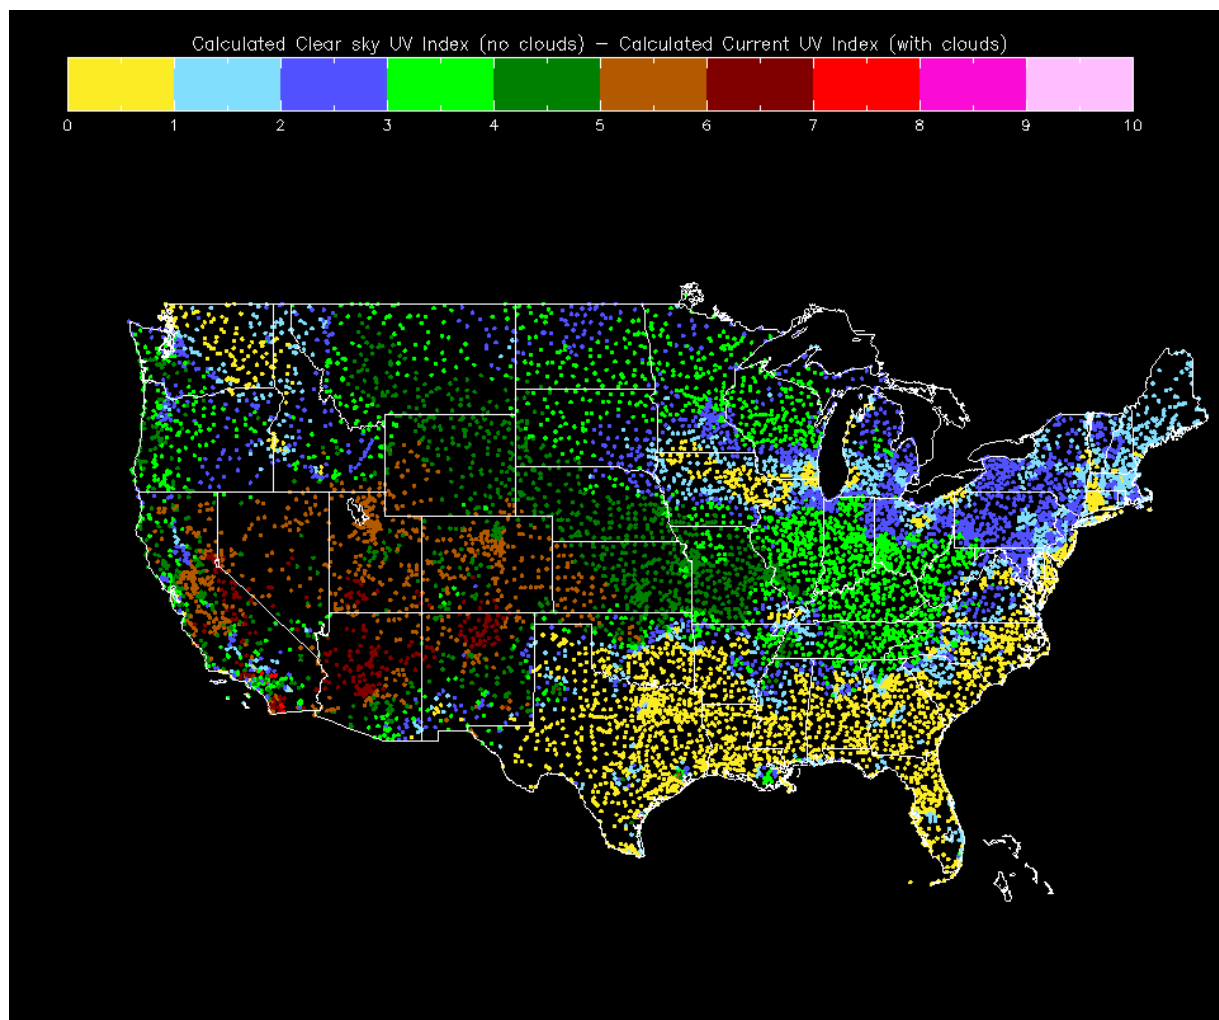 Calculated Clear sky UV Index (no clouds) – Calculated Current UV Index (with clouds)
0 1 2 3 4 5 6 7 8 9 10